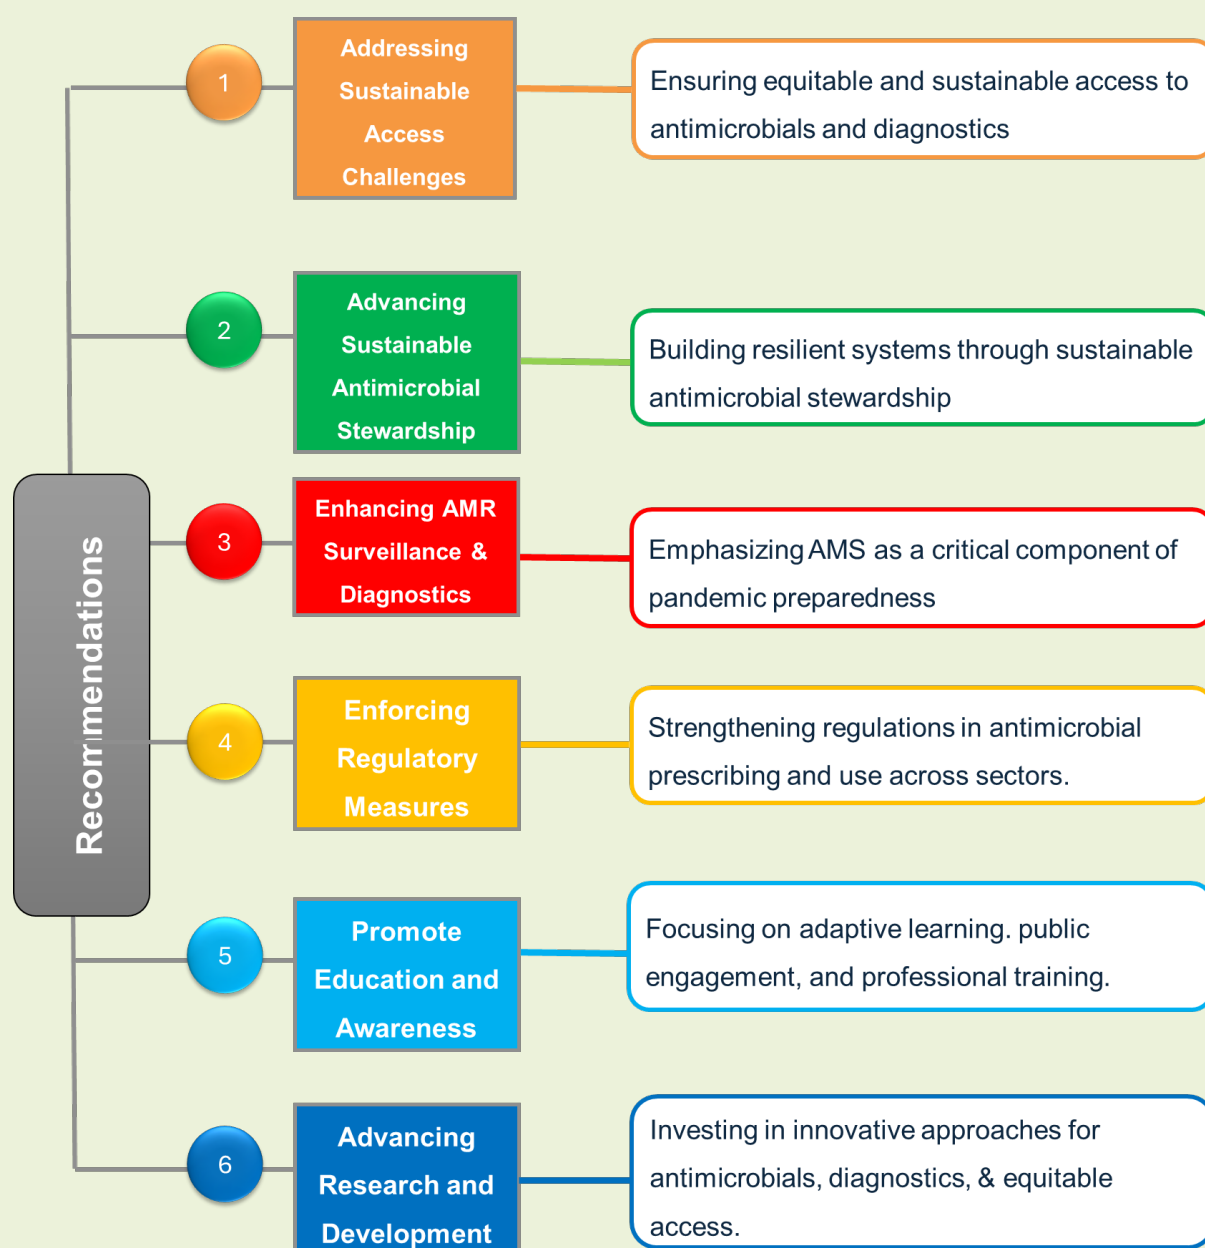 Recommendations
1
Addressing
Sustainable
Access
Challenges
Ensuring equitable and sustainable access to
antimicrobials and diagnostics
2
Advancing
Sustainable
Antimicrobial
Stewardship
Building resilient systems through sustainable
antimicrobial stewardship
3
Enhancing AMR
Surveillance &
Diagnostics
Emphasizing AMS as a critical component of
pandemic preparedness
4
Enforcing
Regulatory
Measures
Strengthening regulations in antimicrobial
prescribing and use across sectors.
5
Promote
Education and
Awareness
Focusing on adaptive learning. public
engagement, and professional training.
6
Advancing
Research and
Development
Investing in innovative approaches for
antimicrobials, diagnostics, & equitable
access.